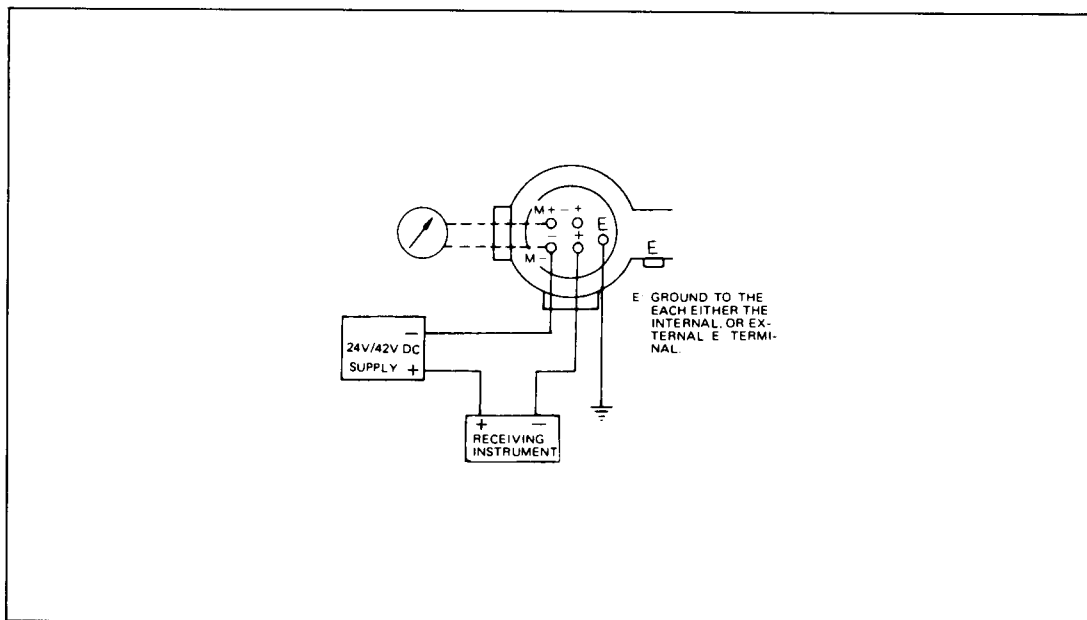 M + – +
E
– +
M –
E
E GROUND TO THE
EACH EITHER THE
INTERNAL. OR EX-
TERNAL E TERMI-
NAL.
–
24V/42V DC
SUPPLY +
+ –
RECEIVING
INSTRUMENT